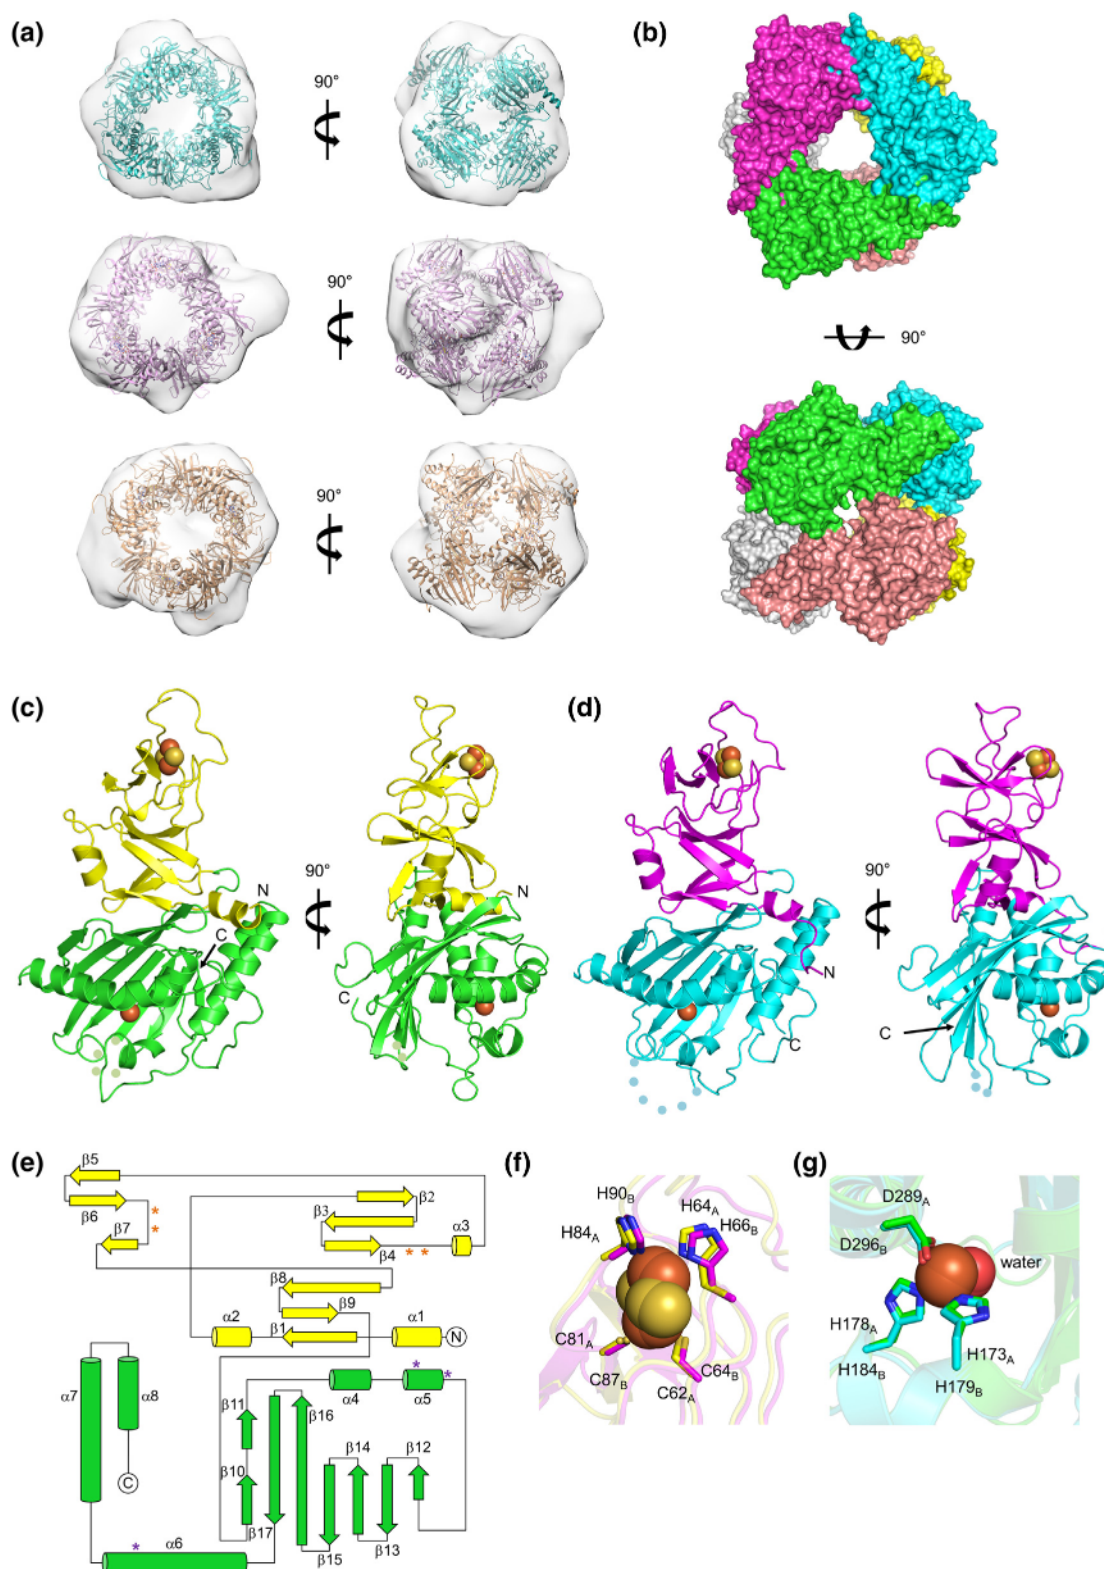 (a)
90°
90°
90°
(b)
90°
(c)
N
C
90°
N
C
(d)
N
C
90°
C
(e)
β5
β6
*
*
β7
β2
β3
β4
* *
α3
β8
β9
α2
β1
α1
N
α7
α8
C
α4
*
α5
*
β11
β16
β10
β14
β12
β17
β15
β13
*
α6
(f)
H90B
H64A
H84A
H66B
C81A
C64B
C87B
C62A
(g)
D289A
D296B
water
H178A
H173A
H184B
H179B